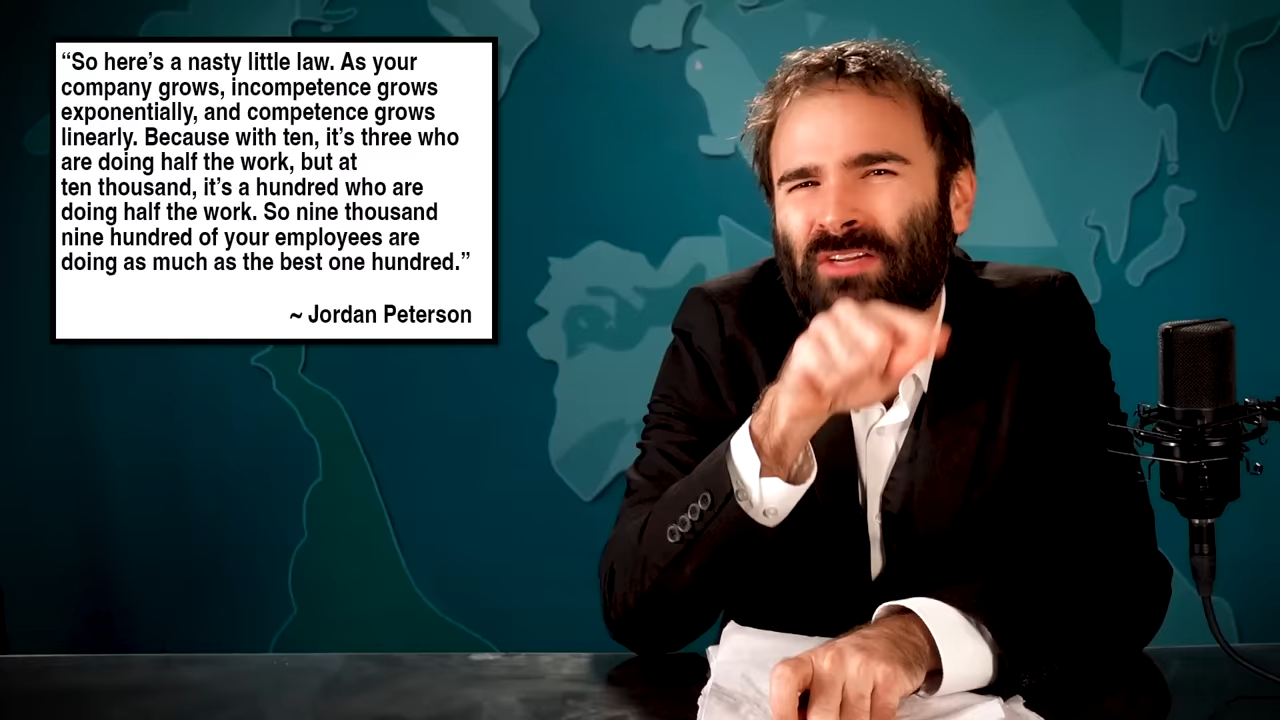 “So here’s a nasty little law. As your
company grows, incompetence grows
exponentially, and competence grows
linearly. Because with ten, it’s three who
are doing half the work, but at
ten thousand, it’s a hundred who are
doing half the work. So nine thousand
nine hundred of your employees are
doing as much as the best one hundred.”
~ Jordan Peterson